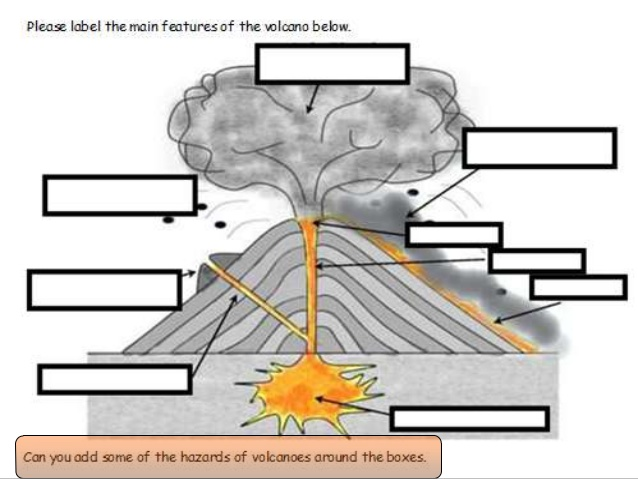 Please label the main features of the volcano below.
Can you add some of the hazards of volcanoes around the boxes.